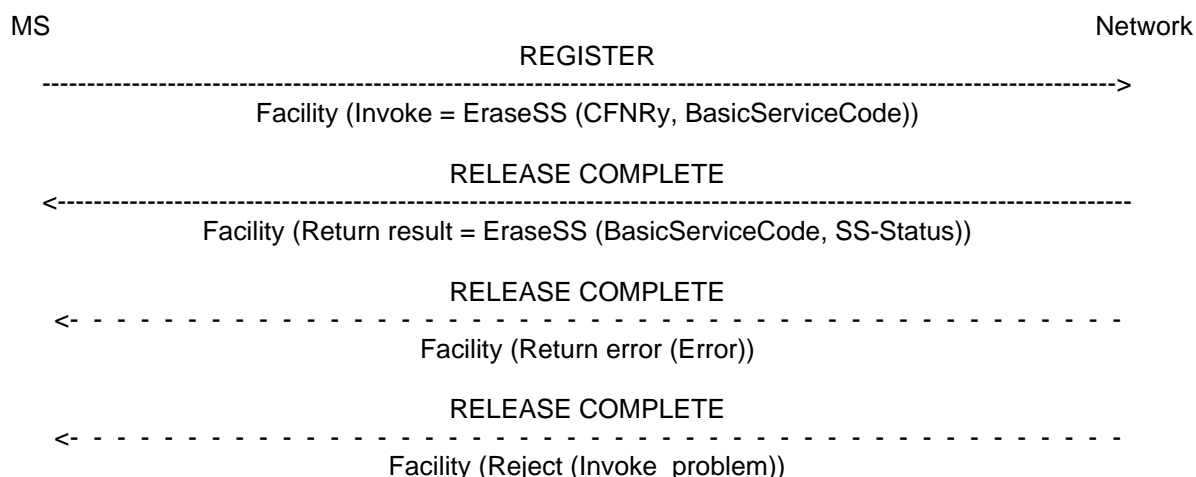 MS Network
REGISTER
Facility (Invoke = EraseSS (CFNRy, BasicServiceCode))
RELEASE COMPLETE
Facility (Return result = EraseSS (BasicServiceCode, SS-Status))
RELEASE COMPLETE
Facility (Return error (Error))
RELEASE COMPLETE
Facility (Reject (Invoke_problem))